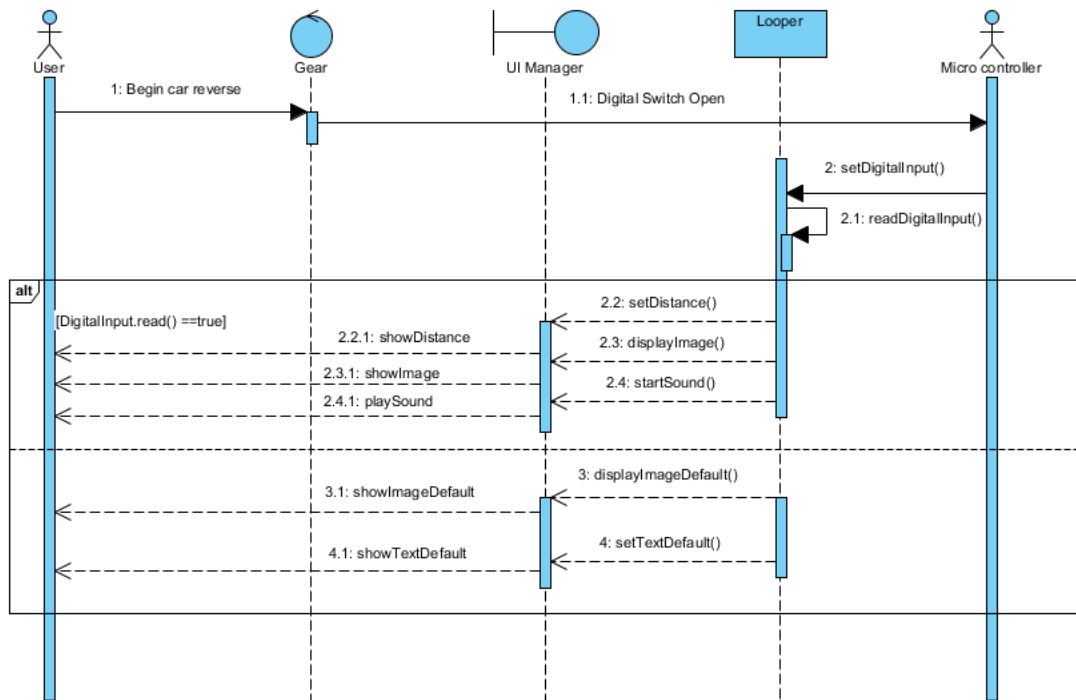 User
Gear
UI Manager
Looper
Micro controller
1: Begin car reverse
1.1: Digital Switch Open
2: setDigitalInput()
2.1: readDigitalInput()
alt
[DigitalInput.read() ==true]
2.2: setDistance()
2.2.1: showDistance
2.3: displayImage()
2.3.1: showImage
2.4: startSound()
2.4.1: playSound
3: displayImageDefault()
3.1: showImageDefault
4: setTextDefault()
4.1: showTextDefault